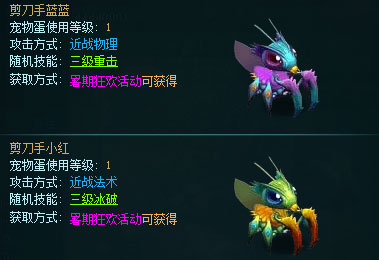 剪刀手蓝蓝
宠物蛋使用等级：1
攻击方式：近战物理
随机技能：三级重击
获取方式：暑期狂欢活动可获得
剪刀手小红
宠物蛋使用等级：1
攻击方式：近战法术
随机技能：三级冰破
获取方式：暑期狂欢活动可获得